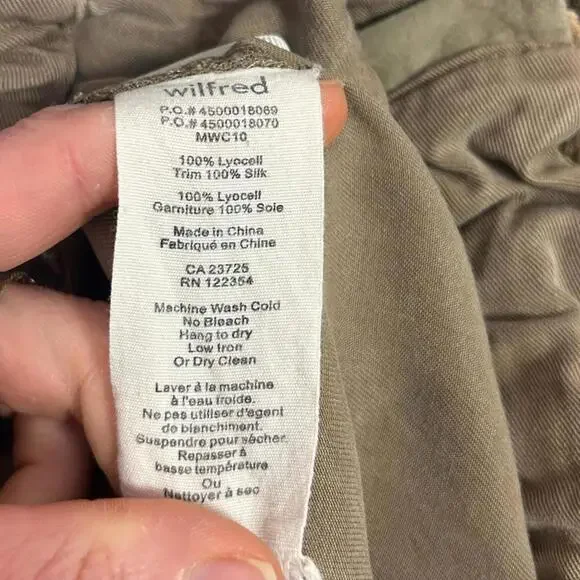 wilfred
P.O.# 4500018069
P.O.# 4500018070
MWC10
100% Lyocell
Trim 100% Silk
100% Lyocell
Garniture 100% Soie
Made in China
Fabriqué en Chine
CA 23725
RN 122354
Machine Wash Cold
No Bleach
Hang to dry
Low Iron
Or Dry Clean
Laver à la machine
à l'eau froide.
Ne pas utiliser d'agent
de blanchiment.
Suspendre pour sécher.
Repasser à
basse température
Ou
Nettoyer à sec